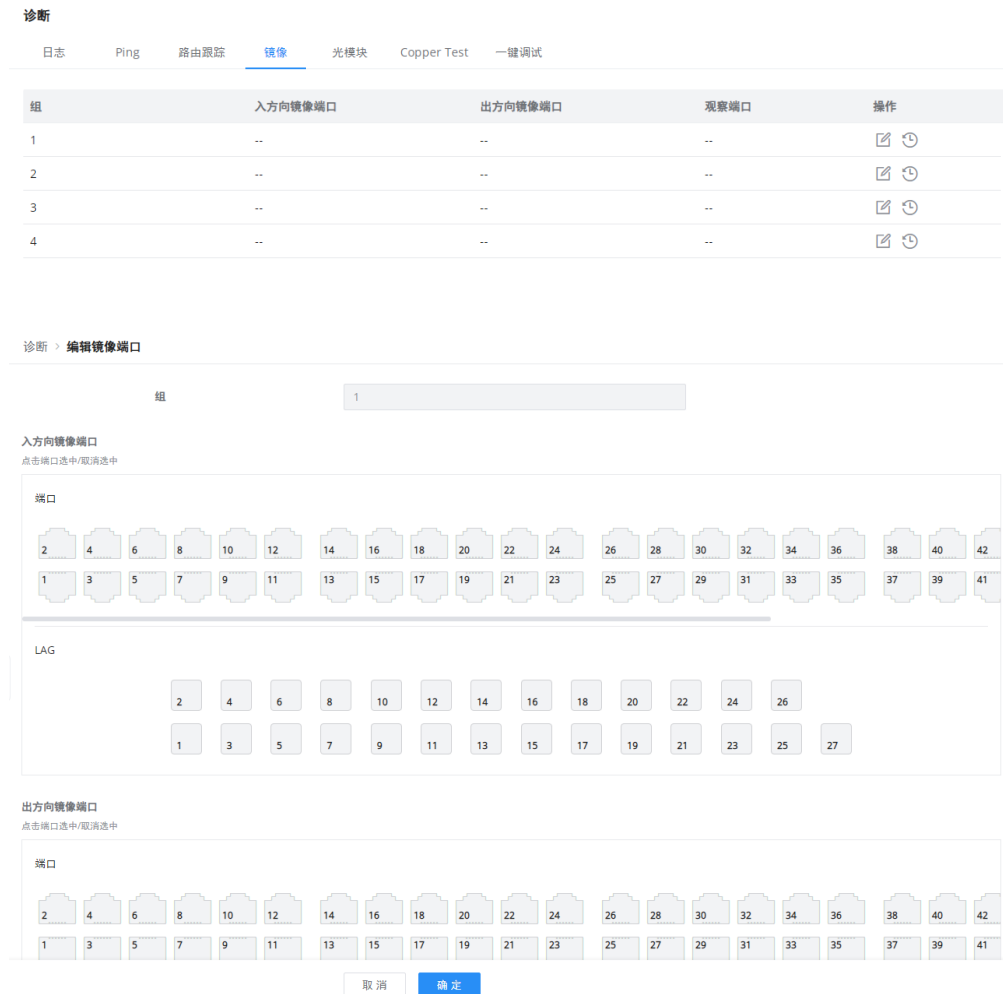 诊断
日志 Ping 路由跟踪 镜像 光模块 Copper Test 一键调试
组 入方向镜像端口 出方向镜像端口 观察端口 操作
1 -- -- --
2 -- -- --
3 -- -- --
4 -- -- --
诊断 > 编辑镜像端口
组 1
入方向镜像端口
点击端口选中/取消选中
端口
2 4 6 8 10 12 14 16 18 20 22 24 26 28 30 32 34 36 38 40 42
1 3 5 7 9 11 13 15 17 19 21 23 25 27 29 31 33 35 37 39 41
LAG
2 4 6 8 10 12 14 16 18 20 22 24 26
1 3 5 7 9 11 13 15 17 19 21 23 25 27
出方向镜像端口
点击端口选中/取消选中
端口
2 4 6 8 10 12 14 16 18 20 22 24 26 28 30 32 34 36 38 40 42
1 3 5 7 9 11 13 15 17 19 21 23 25 27 29 31 33 35 37 39 41
取消 确定